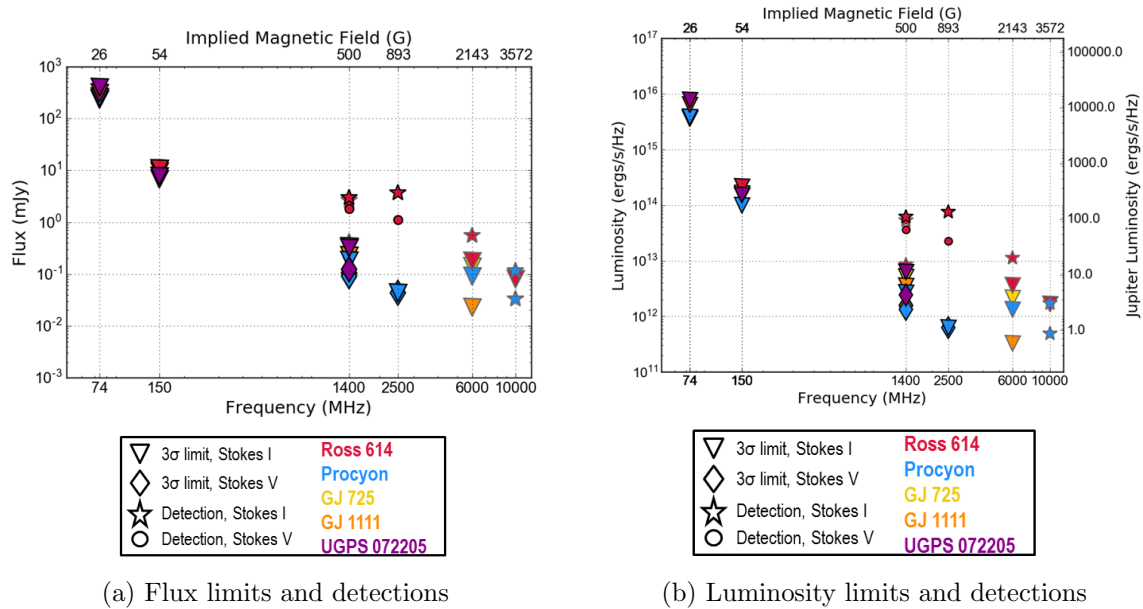 Implied Magnetic Field (G)
26 54 500 893 2143 3572
10³
10²
10¹
10⁰
10⁻¹
10⁻²
10⁻³
Flux (mJy)
74 150 1400 2500 6000 10000
Frequency (MHz)
3σ limit, Stokes I
3σ limit, Stokes V
Detection, Stokes I
Detection, Stokes V
Ross 614
Procyon
GJ 725
GJ 1111
UGPS 072205
(a) Flux limits and detections
Implied Magnetic Field (G)
26 54 500 893 2143 3572
10¹⁷
10¹⁶
10¹⁵
10¹⁴
10¹³
10¹²
10¹¹
Luminosity (ergs/s/Hz)
100000.0
10000.0
1000.0
100.0
10.0
1.0
Jupiter Luminosity (ergs/s/Hz)
74 150 1400 2500 6000 10000
Frequency (MHz)
3σ limit, Stokes I
3σ limit, Stokes V
Detection, Stokes I
Detection, Stokes V
Ross 614
Procyon
GJ 725
GJ 1111
UGPS 072205
(b) Luminosity limits and detections